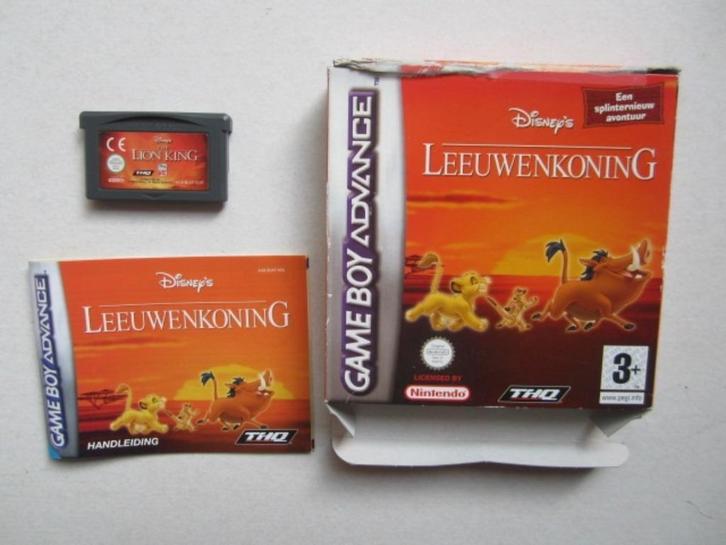 CE
Disney's
THE
LION KING
THQ
GAME BOY ADVANCE
Een
splinternieuw
avontuur
Disney's
LEEUWENKONING
LICENSED BY
Nintendo
THQ
3+
www.pegi.info
GAME BOY ADVANCE
Disney's
LEEUWENKONING
HANDLEIDING
THQ